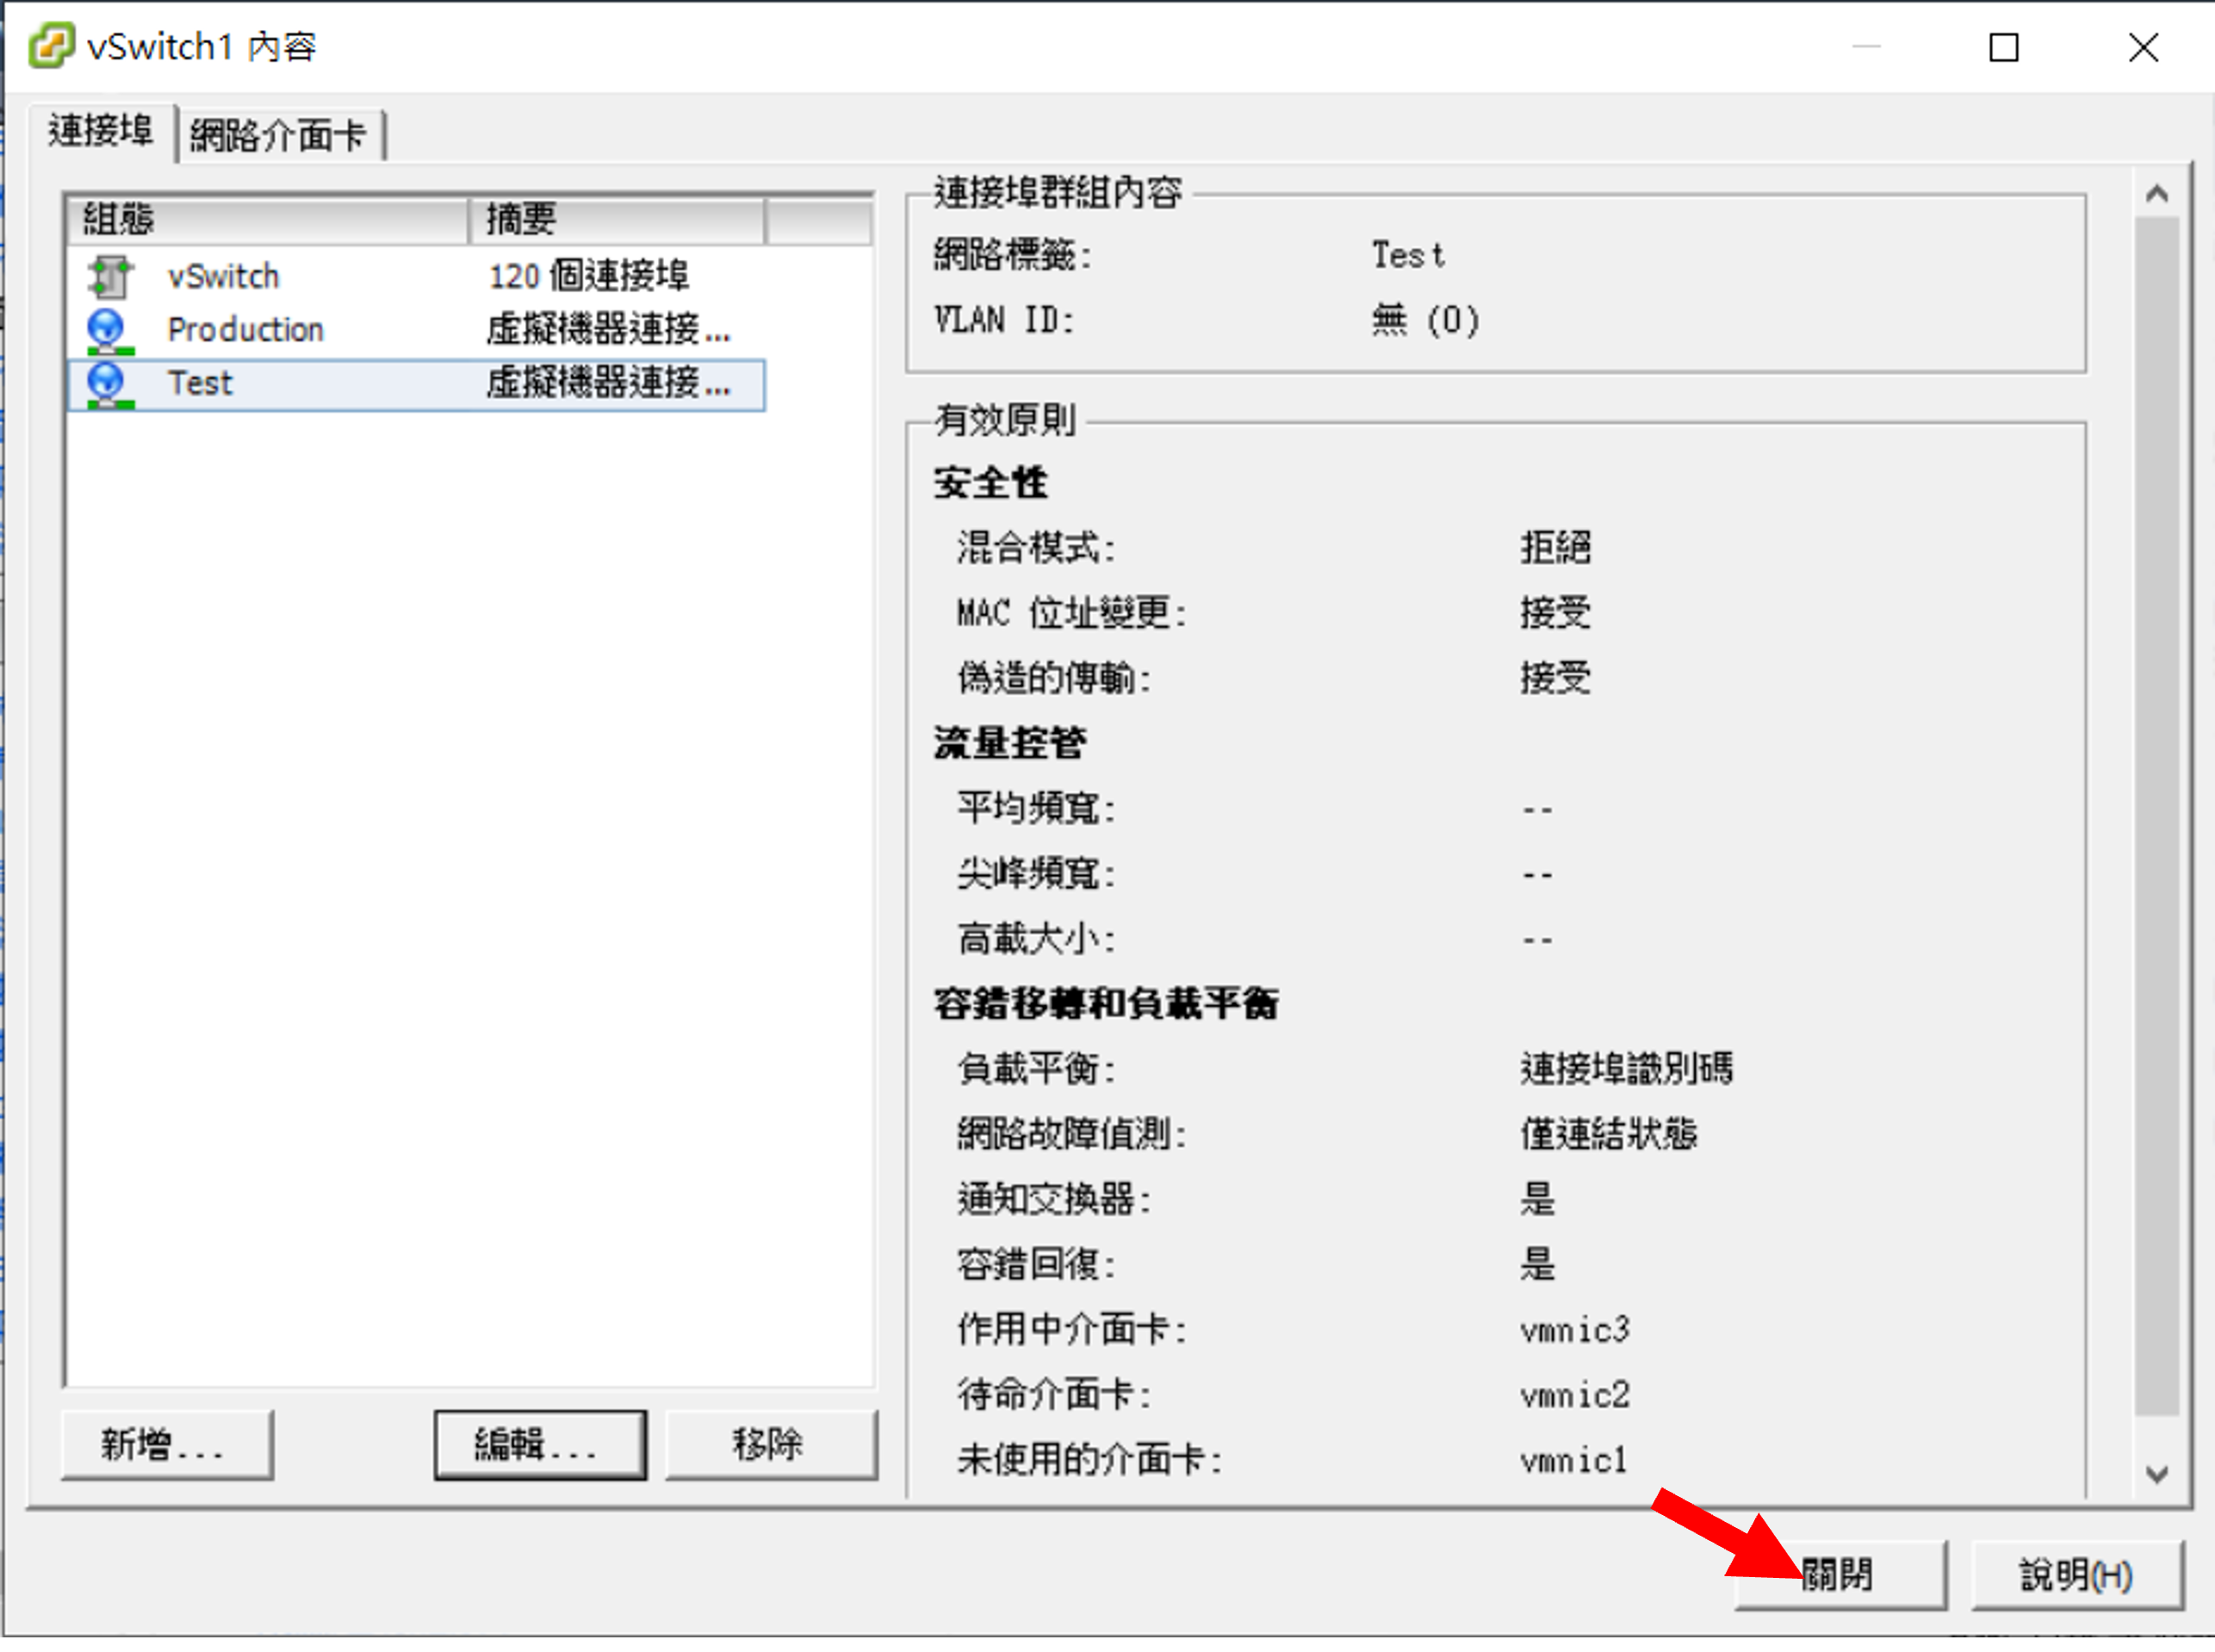 vSwitch1 內容
連接埠 網路介面卡
組態 摘要
vSwitch 120 個連接埠
Production 虛擬機器連接...
Test 虛擬機器連接...
新增... 編輯... 移除
連接埠群組內容
網路標籤: Test
VLAN ID: 無 (0)
有效原則
安全性
混合模式: 拒絕
MAC 位址變更: 接受
偽造的傳輸: 接受
流量控管
平均頻寬: --
尖峰頻寬: --
高載大小: --
容錯移轉和負載平衡
負載平衡: 連接埠識別碼
網路故障偵測: 僅連結狀態
通知交換器: 是
容錯回復: 是
作用中介面卡: vmnic3
待命介面卡: vmnic2
未使用的介面卡: vmnic1
關閉 說明(H)